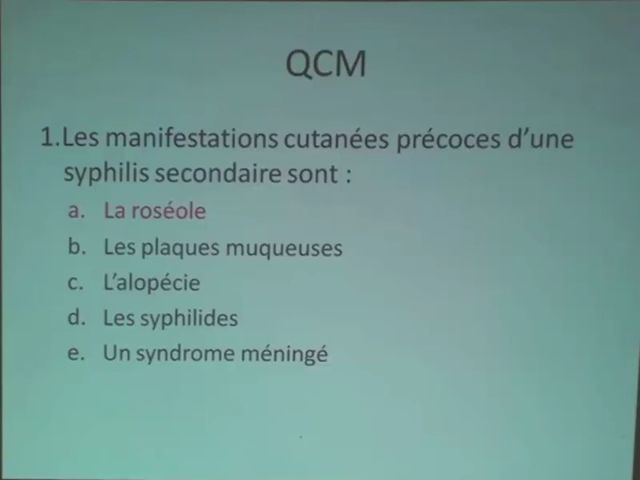 QCM
1.Les manifestations cutanées précoces d'une
syphilis secondaire sont :
a. La roséole
b. Les plaques muqueuses
c. L'alopécie
d. Les syphilides
e. Un syndrome méningé